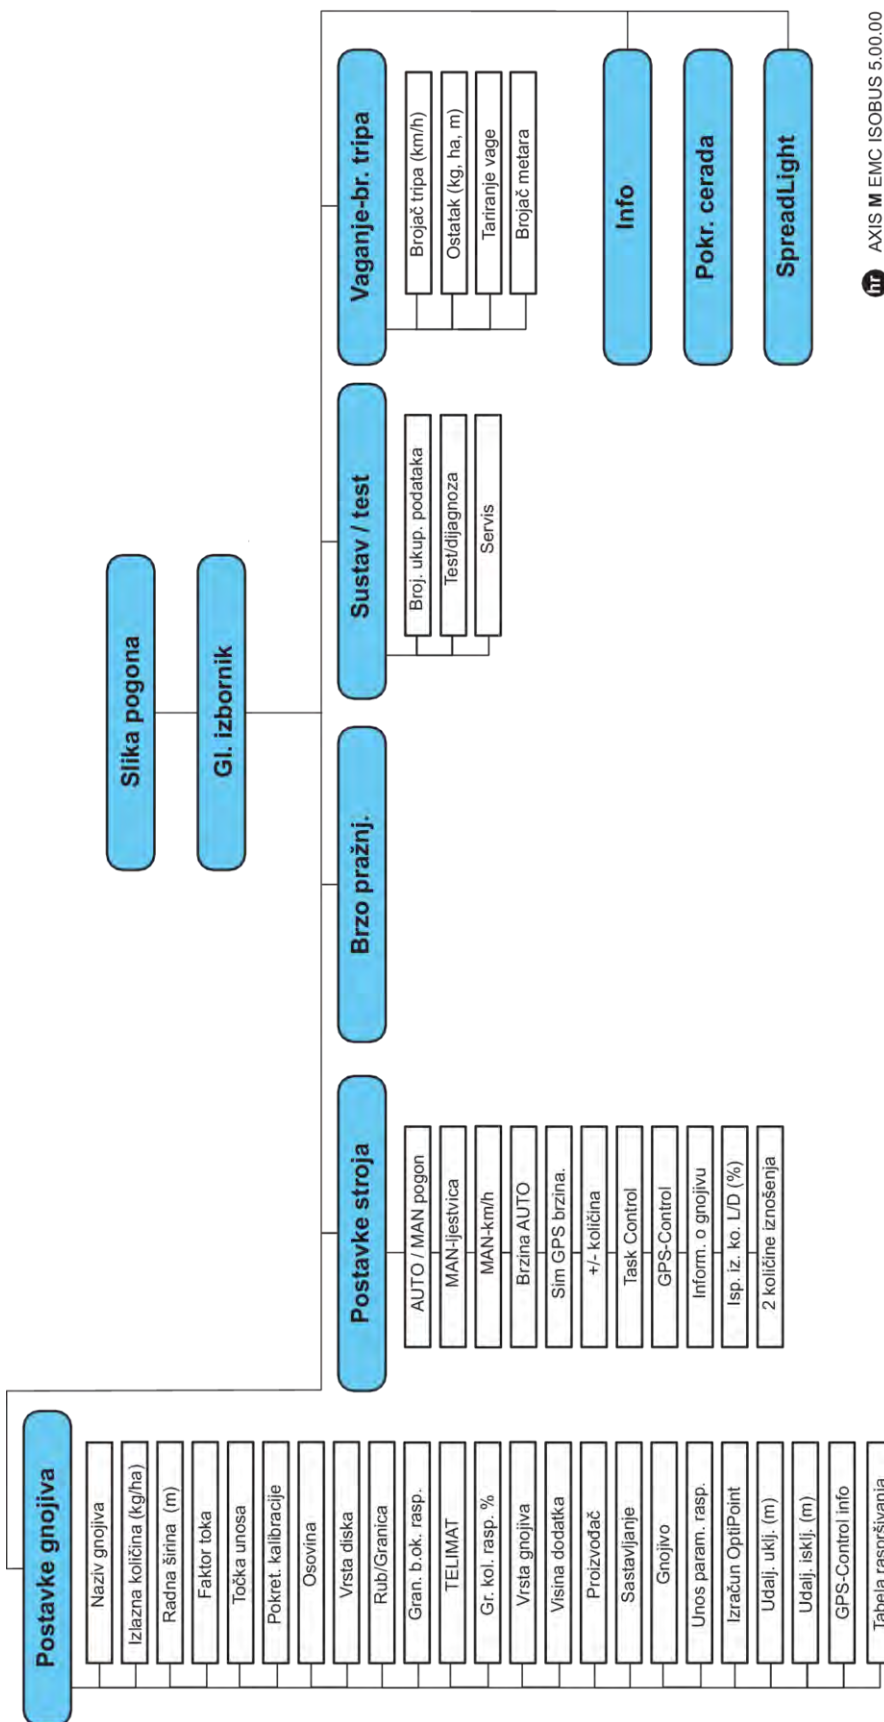 Slika pogona
Gl. izbornik
Postavke gnojiva
Naziv gnojiva
Izlazna količina (kg/ha)
Radna širina (m)
Faktor toka
Točka unosa
Pokret. kalibracije
Osovina
Vrsta diska
Rub/Granica
Gran. b.ok. rasp.
TELIMAT
Gr. kol. rasp. %
Vrsta gnojiva
Visina dodatka
Proizvođač
Sastavljanje
Gnojivo
Unos param. rasp.
Izračun OptiPoint
Udalj. uklj. (m)
Udalj. isklj. (m)
GPS-Control info
Tabela raspršivanja
Postavke stroja
AUTO / MAN pogon
MAN-ljestvica
MAN-km/h
Brzina AUTO
Sim GPS brzina.
+/- količina
Task Control
GPS-Control
Inform. o gnojivu
Isp. iz. ko. L/D (%)
2 količine iznošenja
Brzo pražnj.
Sustav / test
Broj. ukup. podataka
Test/dijagnoza
Servis
Vaganje-br. tripa
Brojač tripa (km/h)
Ostatak (kg, ha, m)
Tariranje vage
Brojač metara
Info
Pokr. cerada
SpreadLight
hr AXIS M EMC ISOBUS 5.00.00